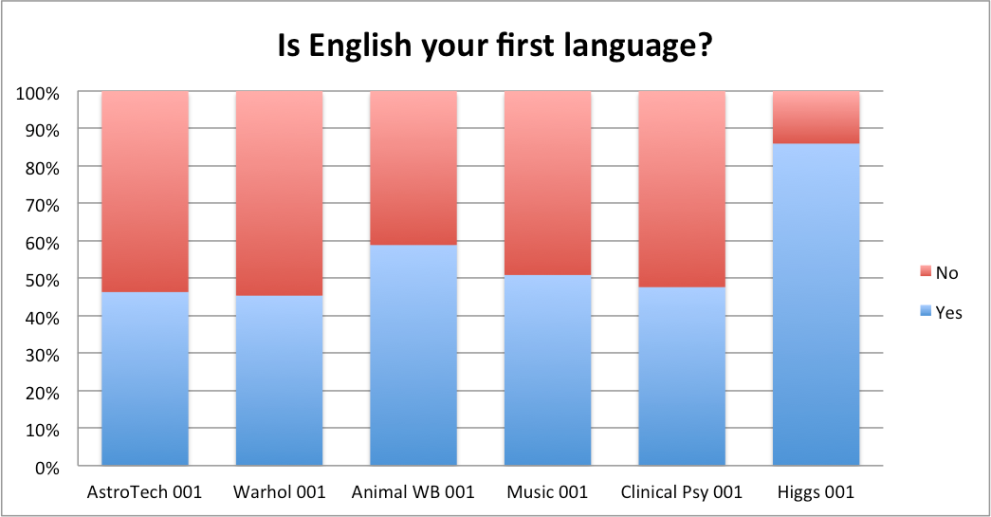 Is English your first language?
100%
90%
80%
70%
60%
50%
40%
30%
20%
10%
0%
AstroTech 001 Warhol 001 Animal WB 001 Music 001 Clinical Psy 001 Higgs 001
No
Yes